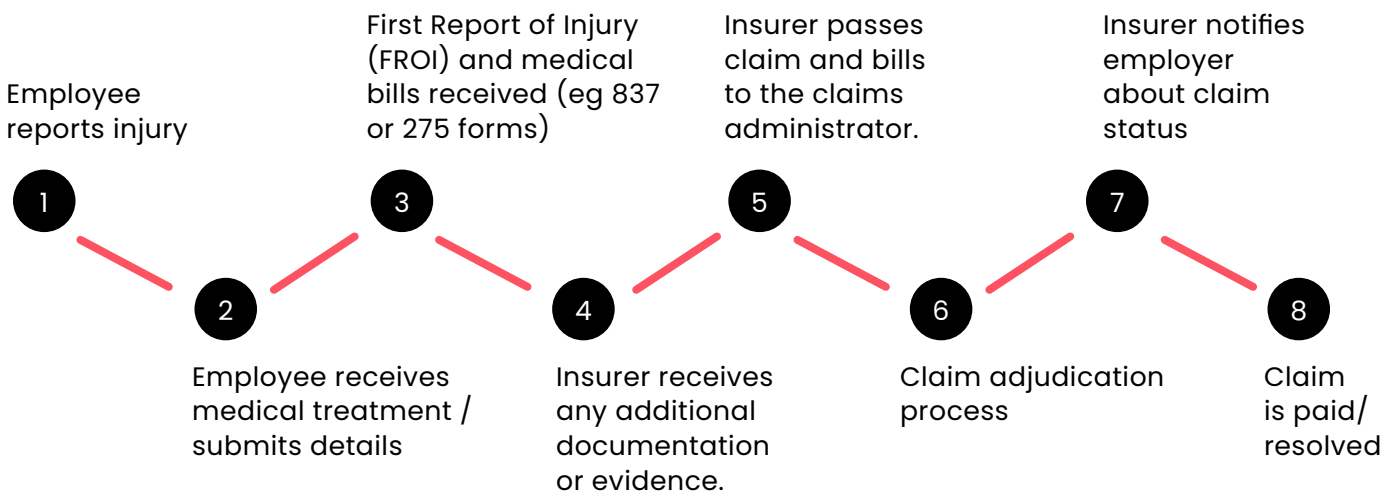 Employee
reports injury
1
2
Employee receives
medical treatment /
submits details
First Report of Injury
(FROI) and medical
bills received (eg 837
or 275 forms)
3
4
Insurer receives
any additional
documentation
or evidence.
Insurer passes
claim and bills
to the claims
administrator.
5
6
Claim adjudication
process
Insurer notifies
employer
about claim
status
7
8
Claim
is paid/
resolved